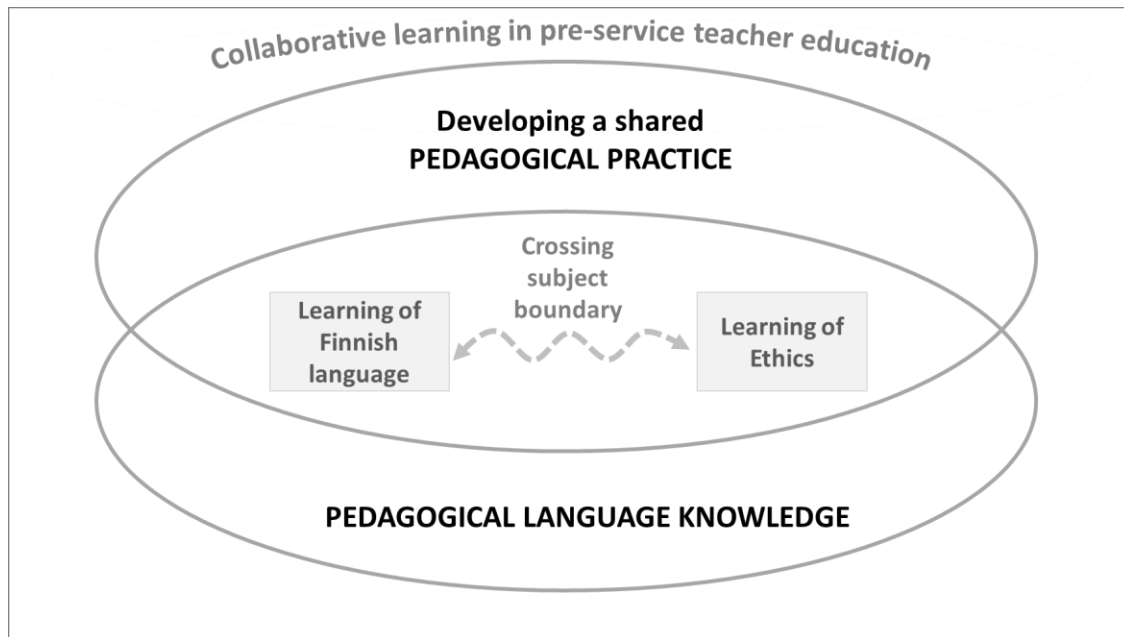 Collaborative learning in pre-service teacher education
Developing a shared
PEDAGOGICAL PRACTICE
Crossing
subject
boundary
Learning of
Finnish
language
Learning of
Ethics
PEDAGOGICAL LANGUAGE KNOWLEDGE